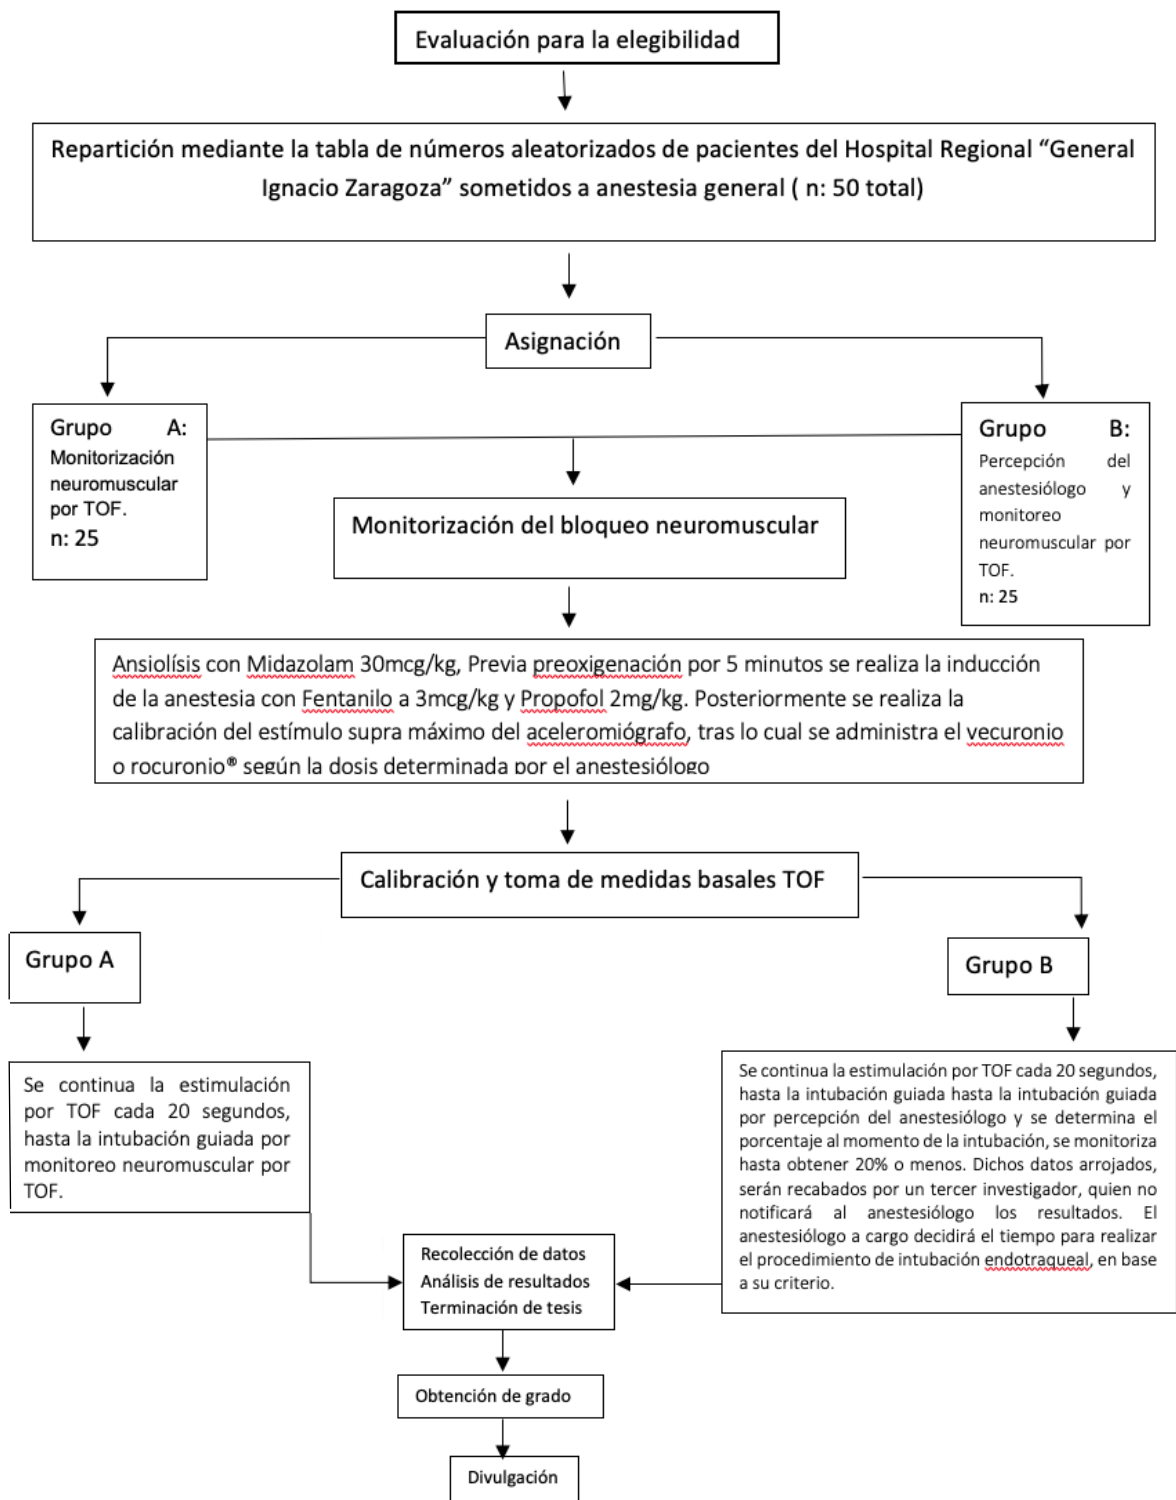 Evaluación para la elegibilidad
Repartición mediante la tabla de números aleatorizados de pacientes del Hospital Regional “General
Ignacio Zaragoza” sometidos a anestesia general ( n: 50 total)
Asignación
Grupo A:
Monitorización
neuromuscular
por TOF.
n: 25
Grupo B:
Percepción del
anestesiólogo y
monitoreo
neuromuscular por
TOF.
n: 25
Monitorización del bloqueo neuromuscular
Ansiolísis con Midazolam 30mcg/kg, Previa preoxigenación por 5 minutos se realiza la inducción
de la anestesia con Fentanilo a 3mcg/kg y Propofol 2mg/kg. Posteriormente se realiza la
calibración del estímulo supra máximo del aceleromiógrafo, tras lo cual se administra el vecuronio
o rocuronio® según la dosis determinada por el anestesiólogo
Calibración y toma de medidas basales TOF
Grupo A
Grupo B
Se continua la estimulación
por TOF cada 20 segundos,
hasta la intubación guiada por
monitoreo neuromuscular por
TOF.
Se continua la estimulación por TOF cada 20 segundos,
hasta la intubación guiada hasta la intubación guiada
por percepción del anestesiólogo y se determina el
porcentaje al momento de la intubación, se monitoriza
hasta obtener 20% o menos. Dichos datos arrojados,
serán recabados por un tercer investigador, quien no
notificará al anestesiólogo los resultados. El
anestesiólogo a cargo decidirá el tiempo para realizar
el procedimiento de intubación endotraqueal, en base
a su criterio.
Recolección de datos
Análisis de resultados
Terminación de tesis
Obtención de grado
Divulgación